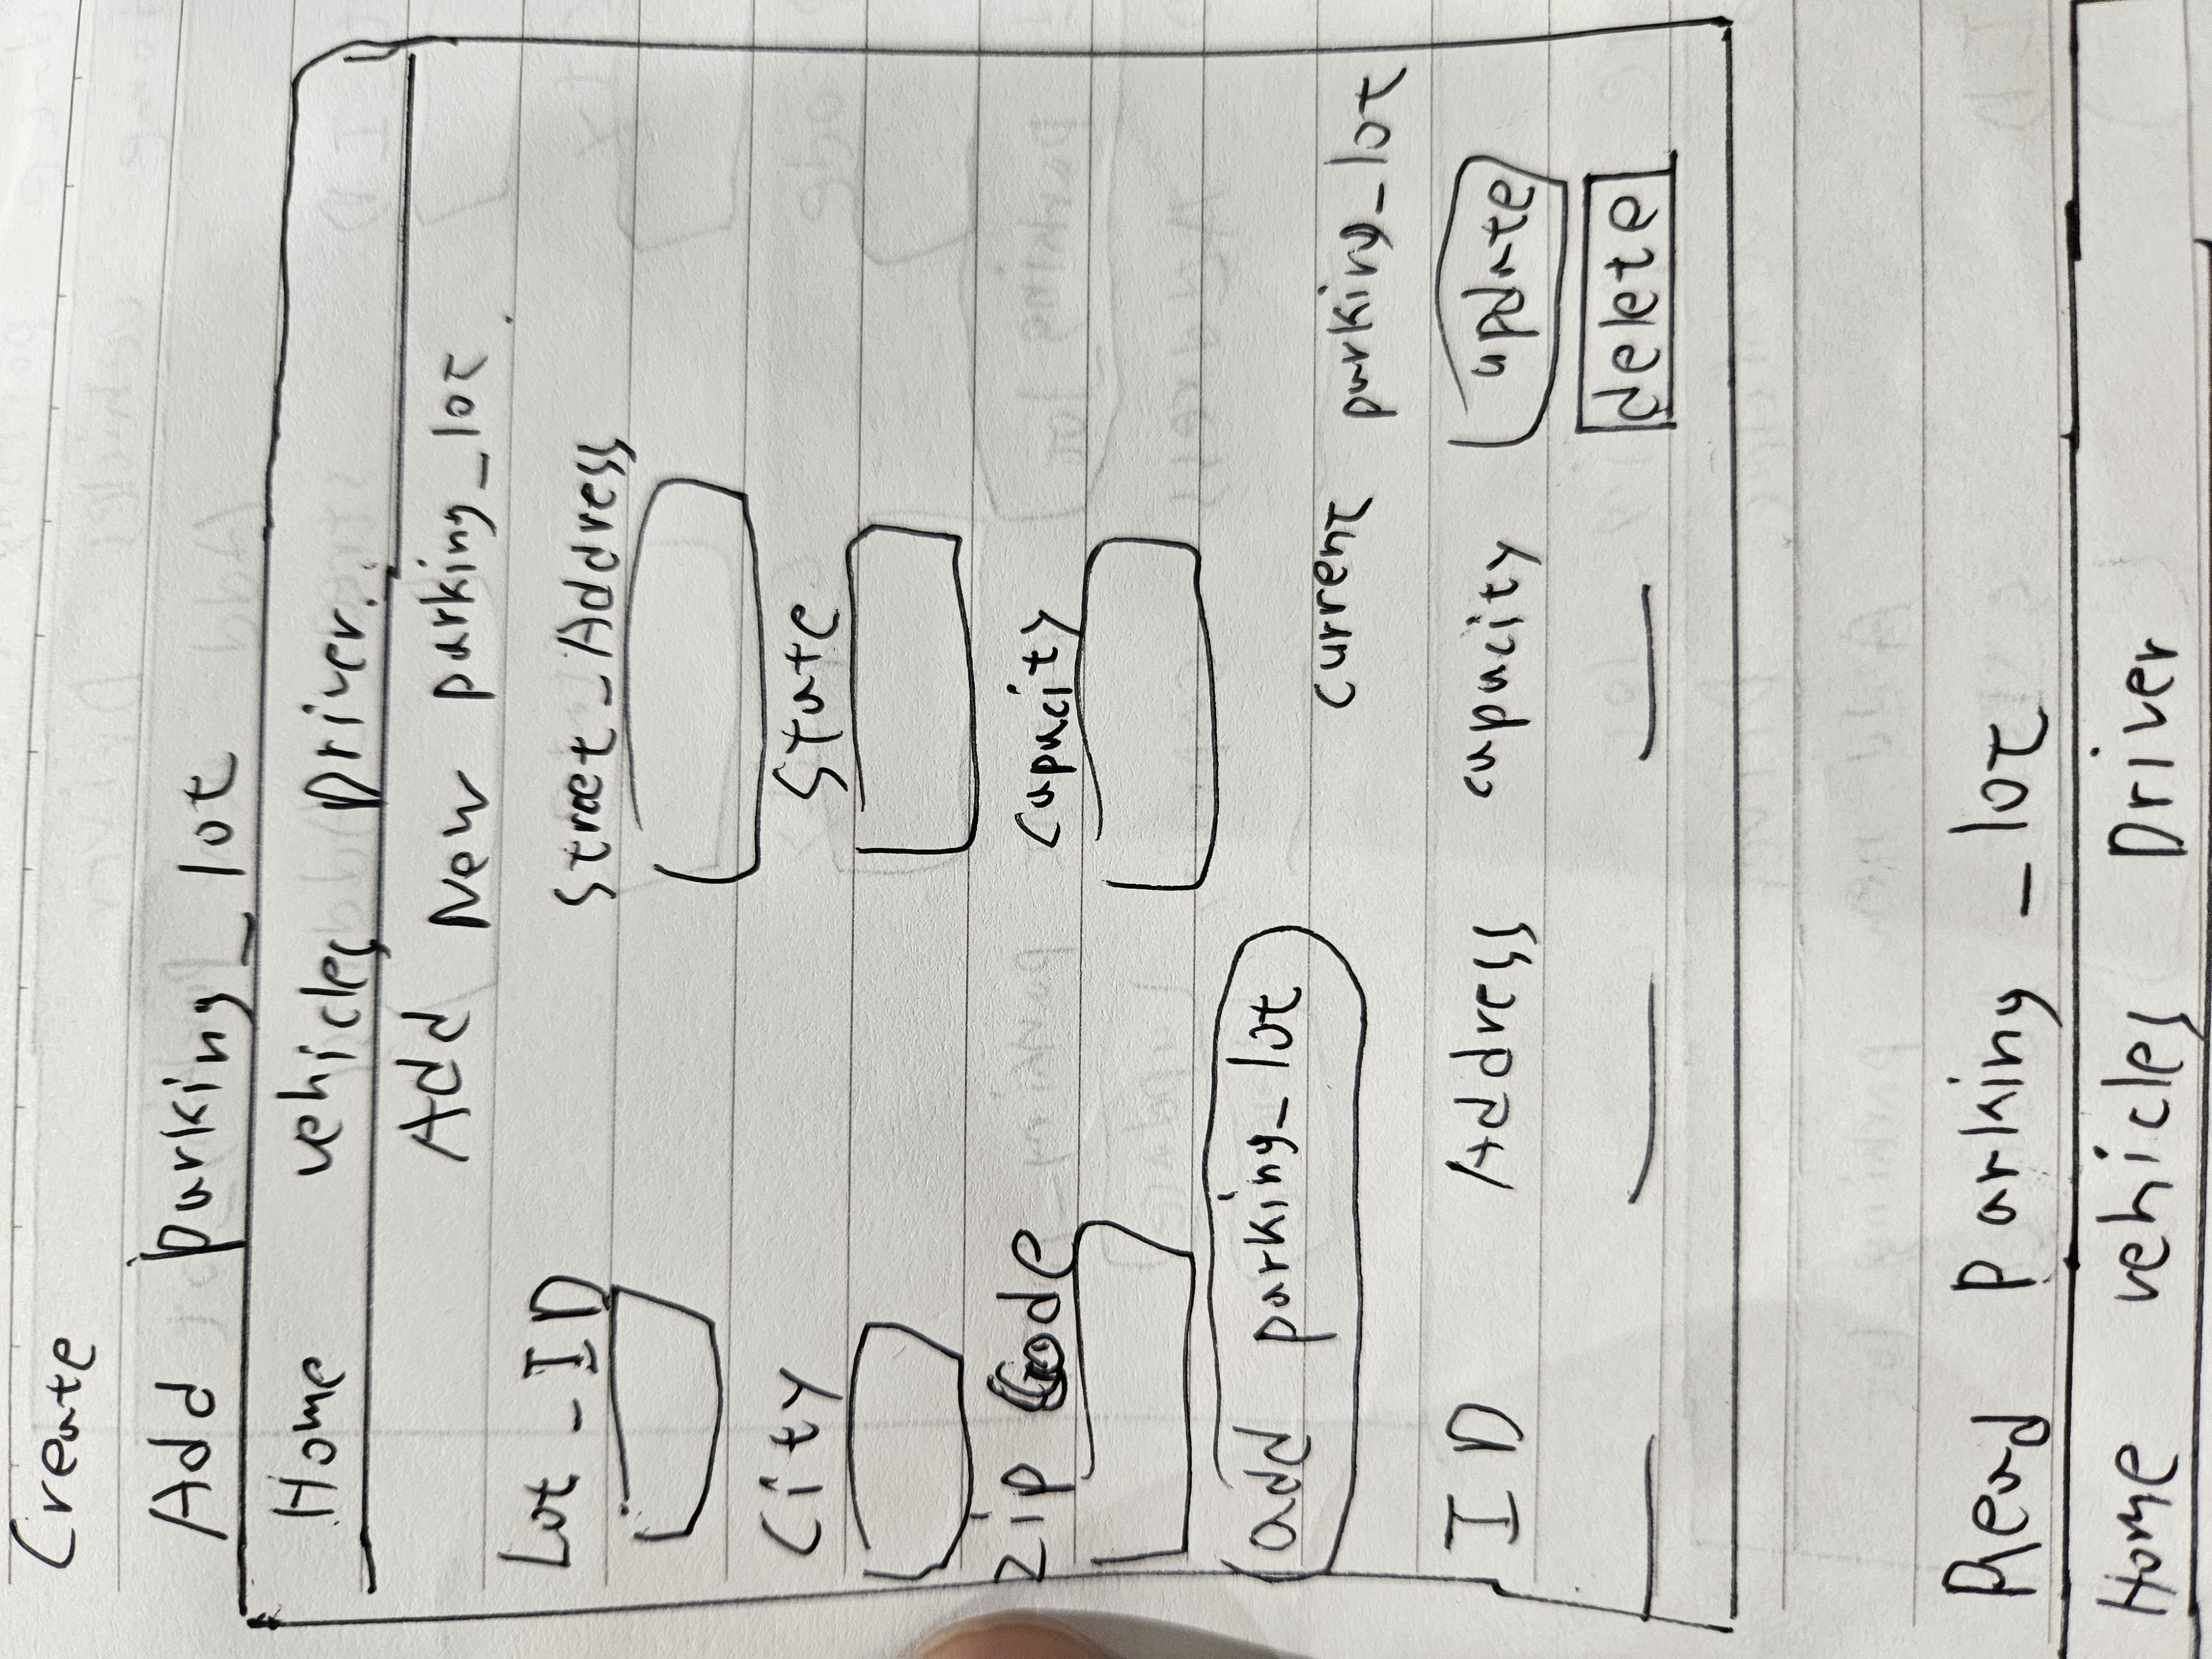 Create
Add parking_lot
Home vehicles Driver.
Add New parking_lot.
Lot_ID Street_Address
City State
Zip Code capacity
add parking_lot
current parking_lot
ID Address capacity update
delete
Read Parking_lot
Home vehicles Driver